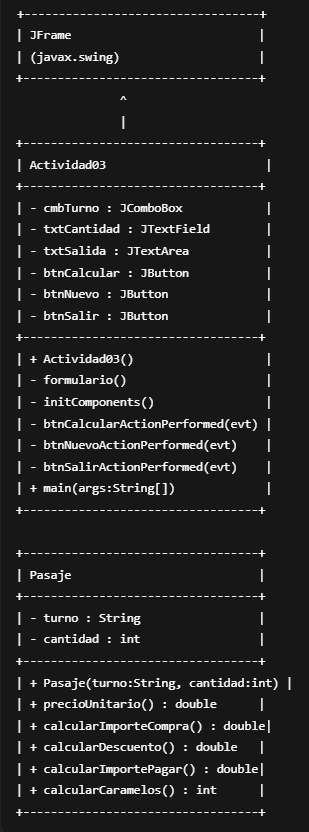 +-----------------------------------+
| JFrame                            |
| (javax.swing)                     |
+-----------------------------------+
               ^
               |
+-----------------------------------+
| Actividad03                        |
+-----------------------------------+
| - cmbTurno : JComboBox            |
| - txtCantidad : JTextField        |
| - txtSalida : JTextArea           |
| - btnCalcular : JButton           |
| - btnNuevo : JButton              |
| - btnSalir : JButton              |
+-----------------------------------+
| + Actividad03()                   |
| - formulario()                    |
| - initComponents()                |
| - btnCalcularActionPerformed(evt) |
| - btnNuevoActionPerformed(evt)    |
| - btnSalirActionPerformed(evt)    |
| + main(args:String[])             |
+-----------------------------------+

+-----------------------------------+
| Pasaje                            |
+-----------------------------------+
| - turno : String                  |
| - cantidad : int                  |
+-----------------------------------+
| + Pasaje(turno:String, cantidad:int) |
| + precioUnitario() : double       |
| + calcularImporteCompra() : double|
| + calcularDescuento() : double    |
| + calcularImportePagar() : double|
| + calcularCaramelos() : int       |
+-----------------------------------+